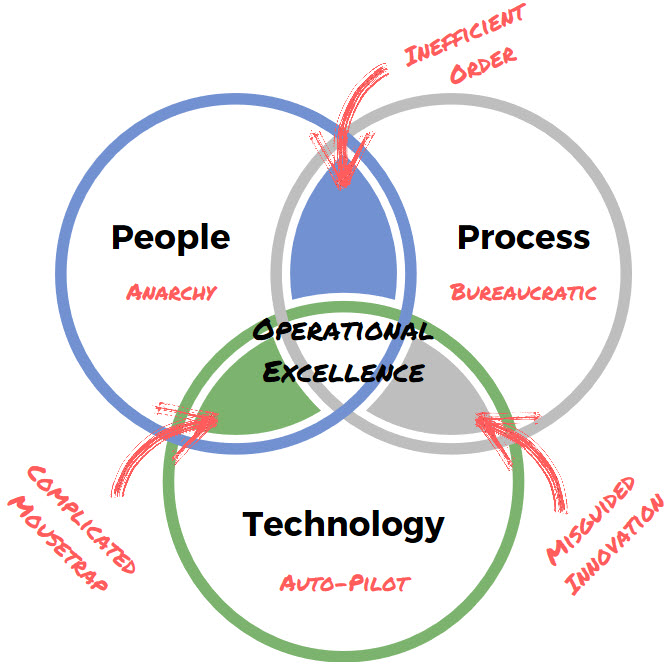 Inefficient
Order
People
Process
Anarchy
Bureaucratic
Operational
Excellence
Complicated
Mousetrap
Misguided
Innovation
Technology
Auto-Pilot